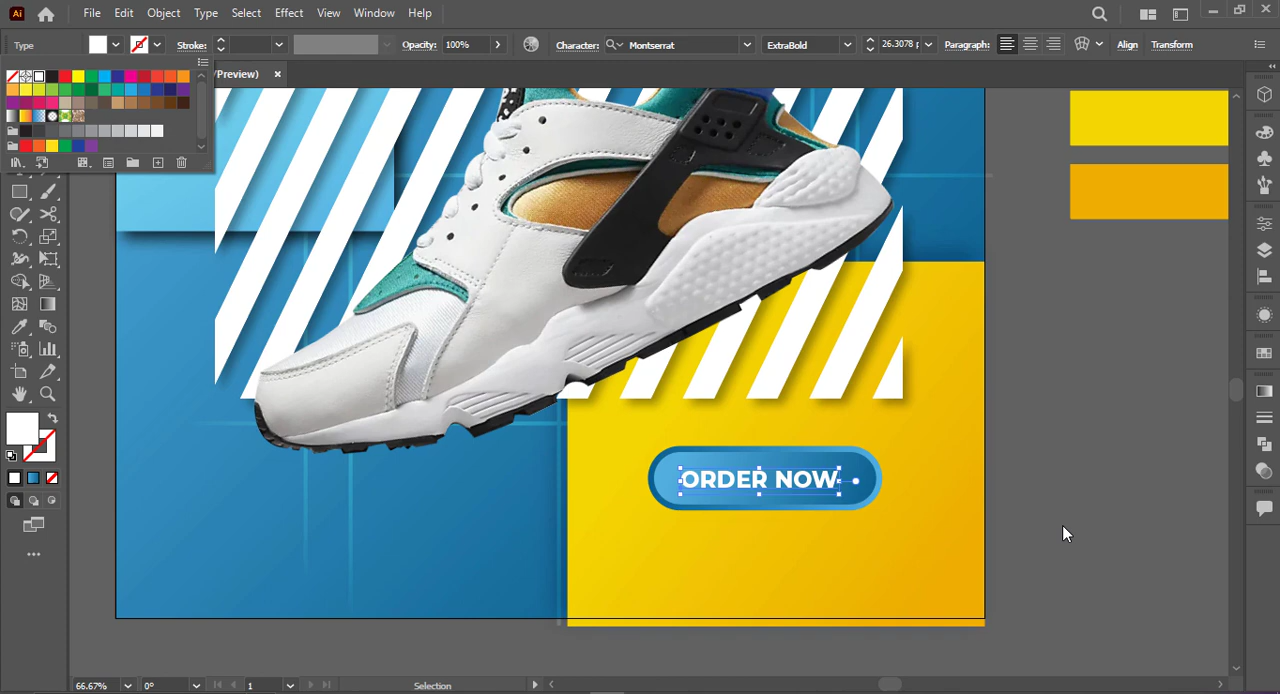 Ai File Edit Object Type Select Effect View Window Help
Type Stroke: Opacity: 100% Character: Montserrat ExtraBold 26.3078 p Paragraph: Align Transform
/Preview) ×
ORDER NOW
66.67% 0° 1 Selection